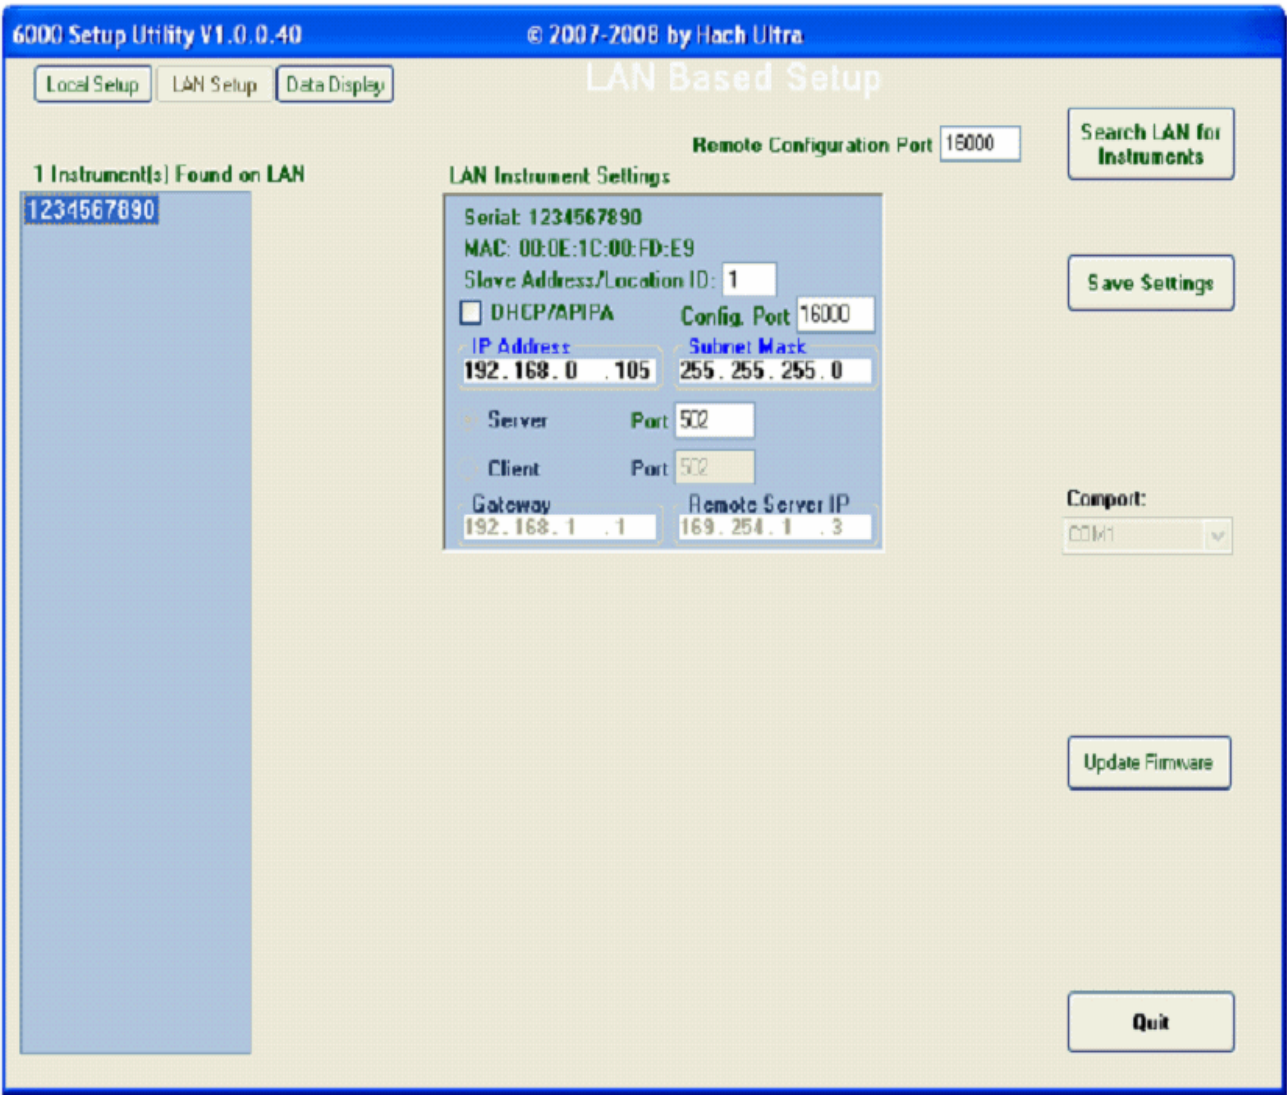 6000 Setup Utility V1.0.0.40
© 2007-2008 by Hach Ultra
Local Setup
LAN Setup
Data Display
LAN Based Setup
Remote Configuration Port 16000
Search LAN for
Instruments
1 Instrument(s) Found on LAN
1234567890
LAN Instrument Settings
Serial: 1234567890
MAC: 00:0E:1C:00:FD:E9
Slave Address/Location ID: 1
DHCP/APIPA
Config. Port 16000
IP Address
192.168.0.105
Subnet Mask
255.255.255.0
Server Port 502
Client Port 502
Gateway
192.168.1.1
Remote Server IP
169.254.1.3
Save Settings
Comport:
COM1
Update Firmware
Quit